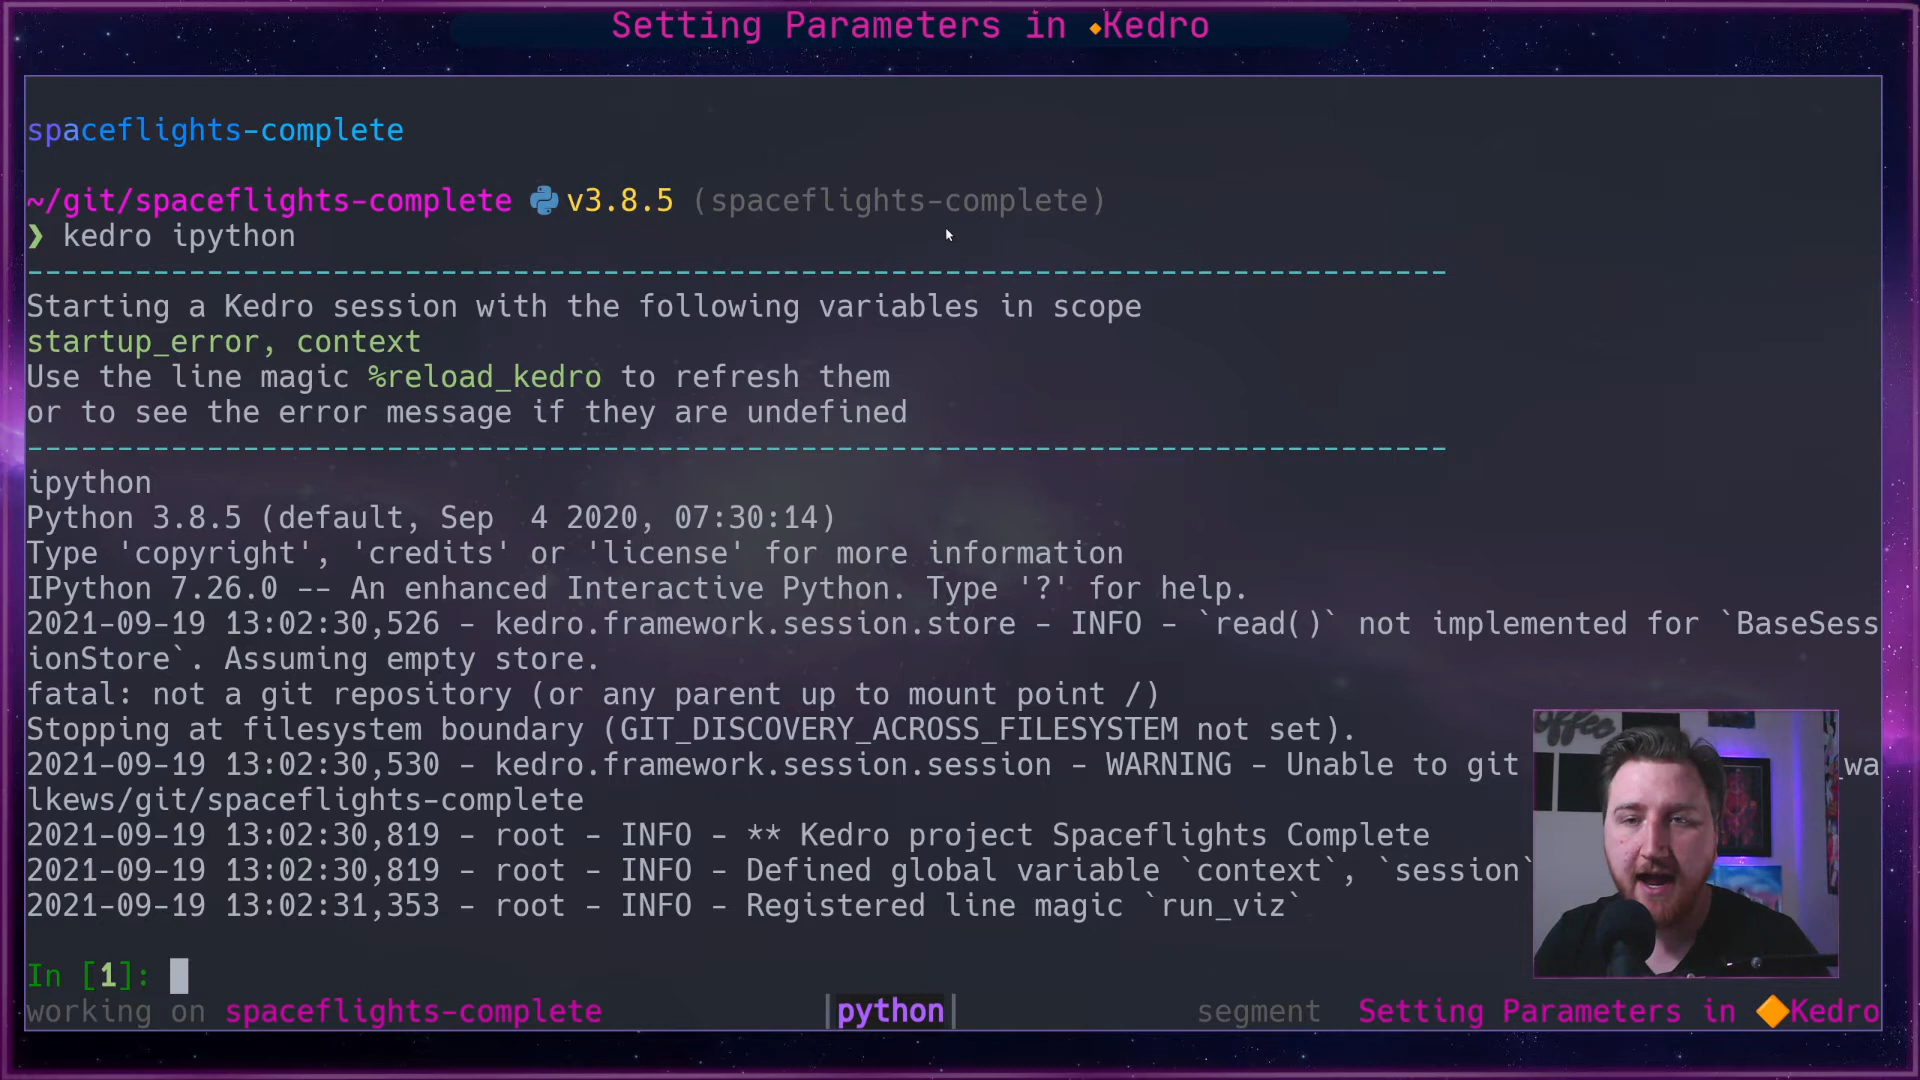 Setting Parameters in 🔸Kedro
spaceflights-complete
~/git/spaceflights-complete v3.8.5 (spaceflights-complete)
❯ kedro ipython
--------------------------------------------------------------------------------
Starting a Kedro session with the following variables in scope
startup_error, context
Use the line magic %reload_kedro to refresh them
or to see the error message if they are undefined
--------------------------------------------------------------------------------
ipython
Python 3.8.5 (default, Sep  4 2020, 07:30:14)
Type 'copyright', 'credits' or 'license' for more information
IPython 7.26.0 -- An enhanced Interactive Python. Type '?' for help.
2021-09-19 13:02:30,526 - kedro.framework.session.store - INFO - `read()` not implemented for `BaseSess
ionStore`. Assuming empty store.
fatal: not a git repository (or any parent up to mount point /)
Stopping at filesystem boundary (GIT_DISCOVERY_ACROSS_FILESYSTEM not set).
2021-09-19 13:02:30,530 - kedro.framework.session.session - WARNING - Unable to git _wa
lkews/git/spaceflights-complete
2021-09-19 13:02:30,819 - root - INFO - ** Kedro project Spaceflights Complete
2021-09-19 13:02:30,819 - root - INFO - Defined global variable `context`, `session`
2021-09-19 13:02:31,353 - root - INFO - Registered line magic `run_viz`
offee
In [1]:
working on spaceflights-complete |python| segment Setting Parameters in 🔶Kedro